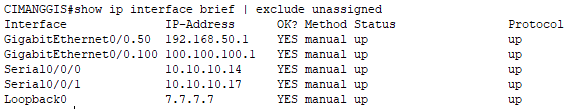 CIMANGGIS#show ip interface brief | exclude unassigned
Interface IP-Address OK? Method Status Protocol
GigabitEthernet0/0.50 192.168.50.1 YES manual up up
GigabitEthernet0/0.100 100.100.100.1 YES manual up up
Serial0/0/0 10.10.10.14 YES manual up up
Serial0/0/1 10.10.10.17 YES manual up up
Loopback0 7.7.7.7 YES manual up up